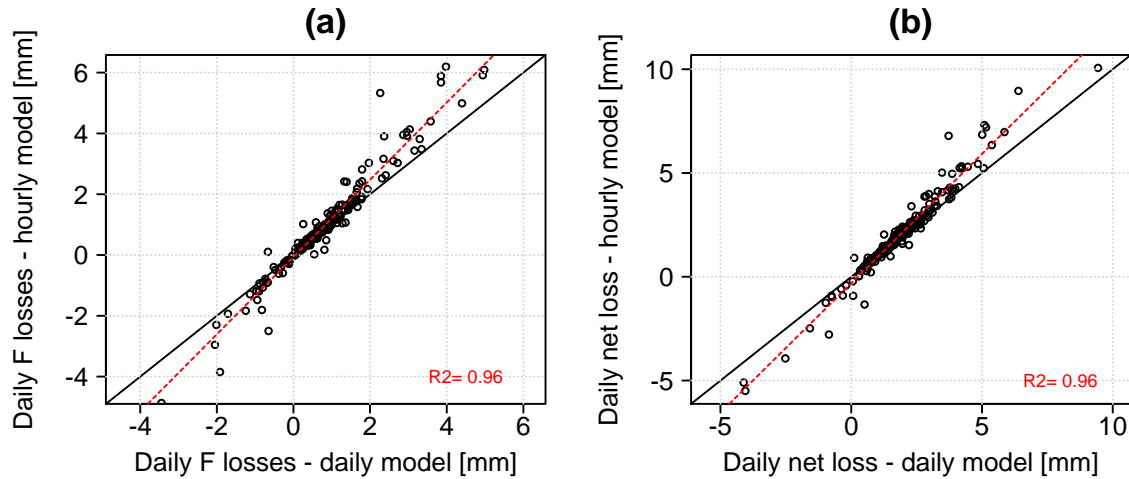 (a)
Daily F losses - hourly model [mm]
6
4
2
0
-2
-4
R2= 0.96
-4 -2 0 2 4 6
Daily F losses - daily model [mm]
(b)
Daily net loss - hourly model [mm]
10
5
0
-5
R2= 0.96
-5 0 5 10
Daily net loss - daily model [mm]